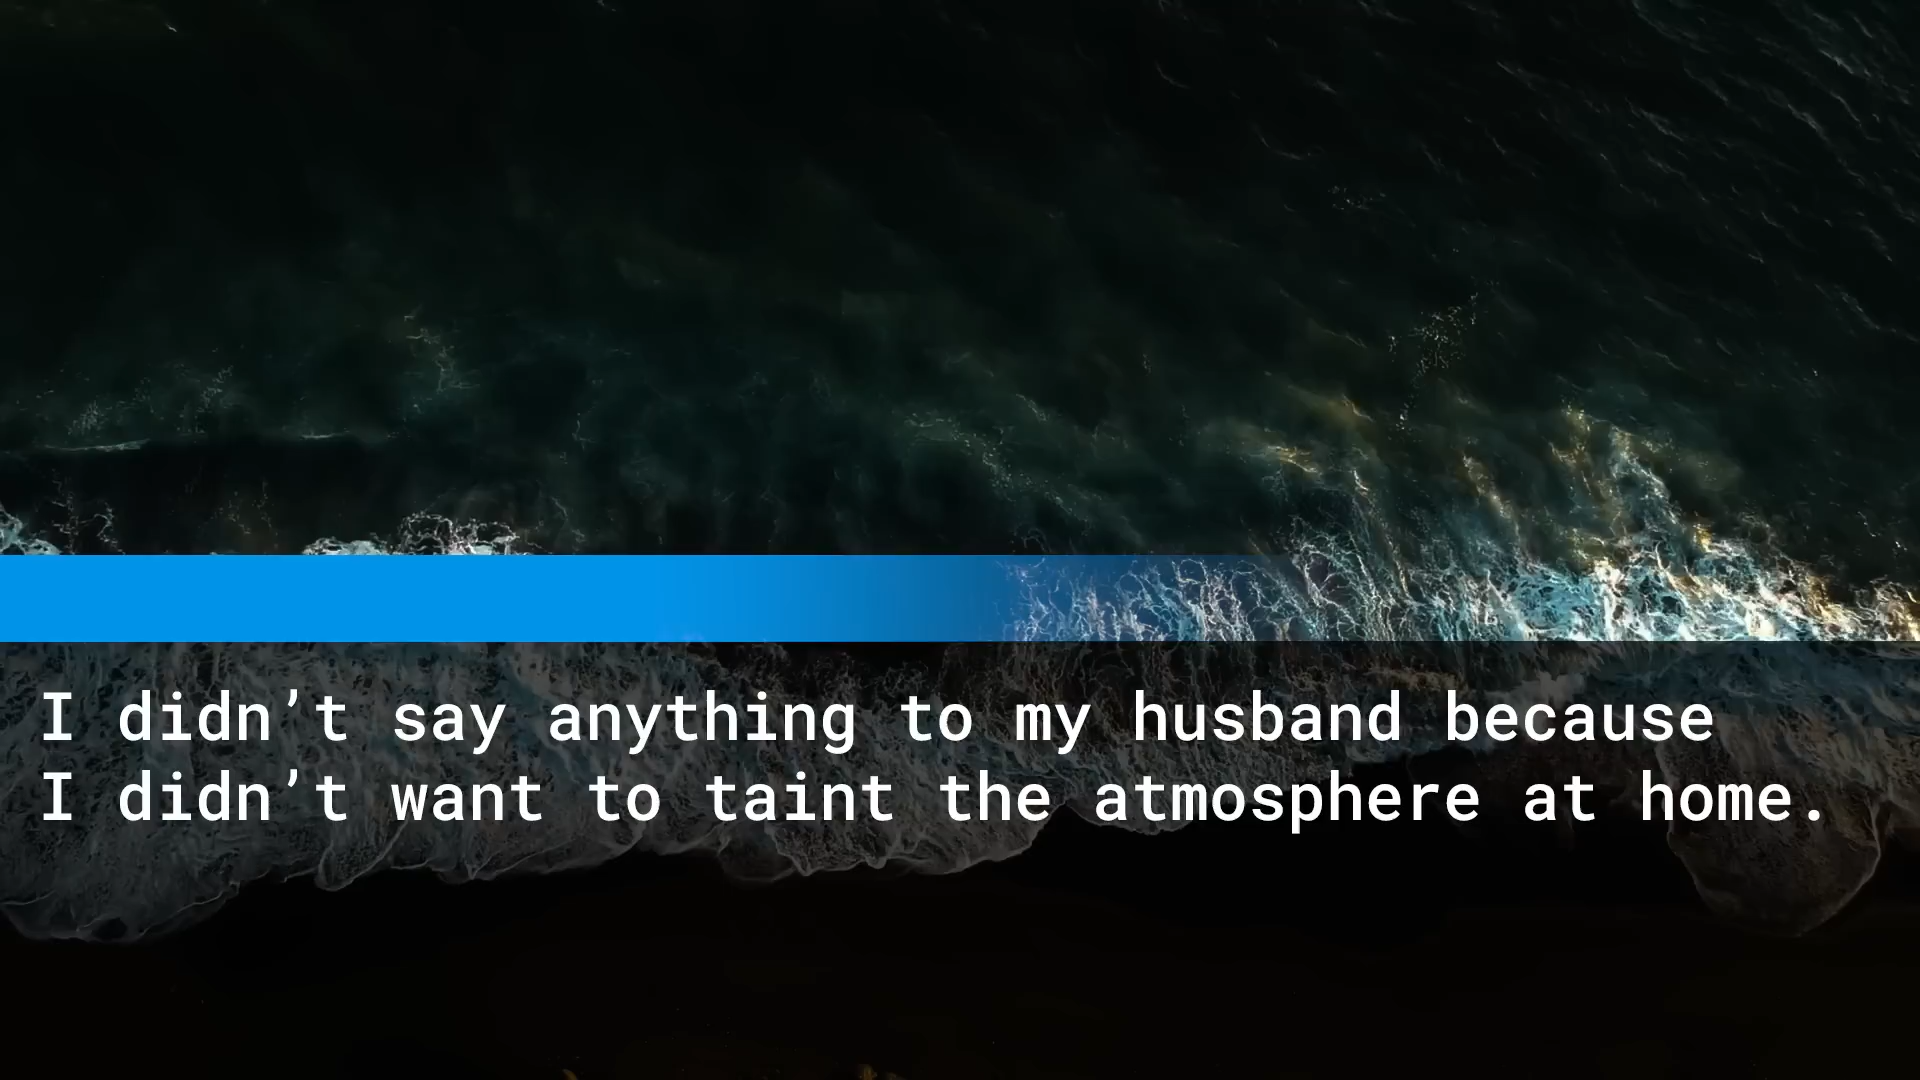 I didn’t say anything to my husband because
I didn’t want to taint the atmosphere at home.